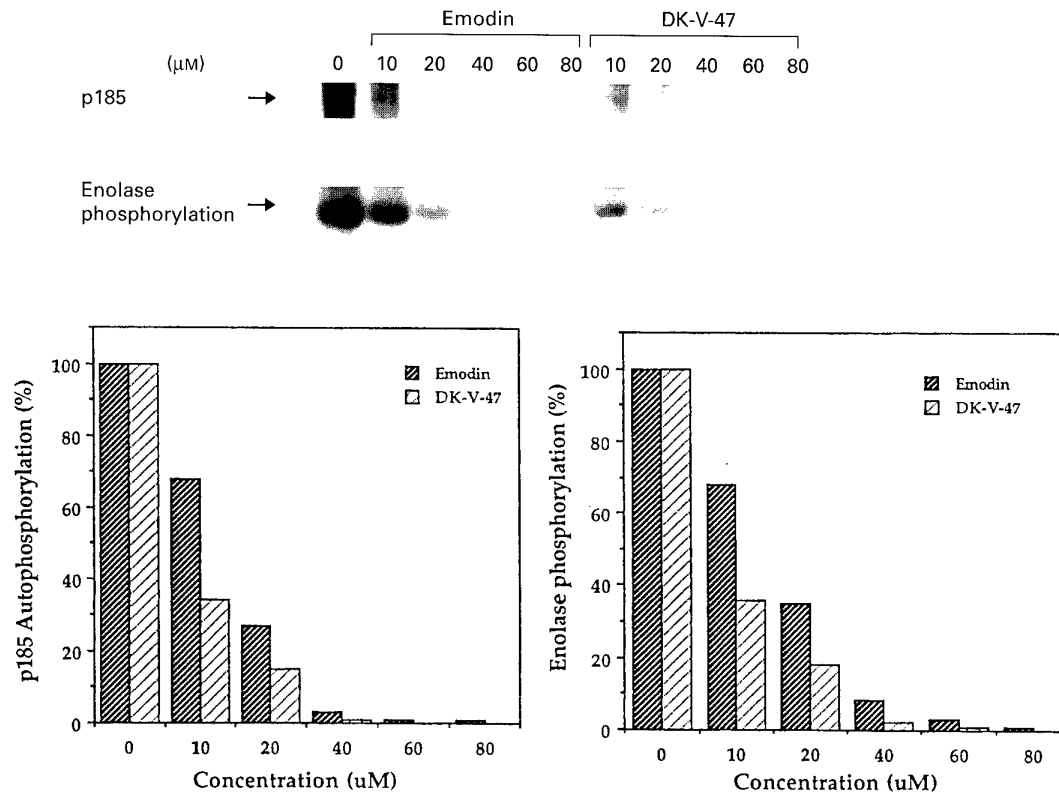 Emodin DK-V-47
(μM) 0 10 20 40 60 80 10 20 40 60 80
p185
Enolase
phosphorylation
p185 Autophosphorylation (%)
100
80
60
40
20
0
Emodin
DK-V-47
0 10 20 40 60 80
Concentration (uM)
Enolase phosphorylation (%)
100
80
60
40
20
0
Emodin
DK-V-47
0 10 20 40 60 80
Concentration (uM)